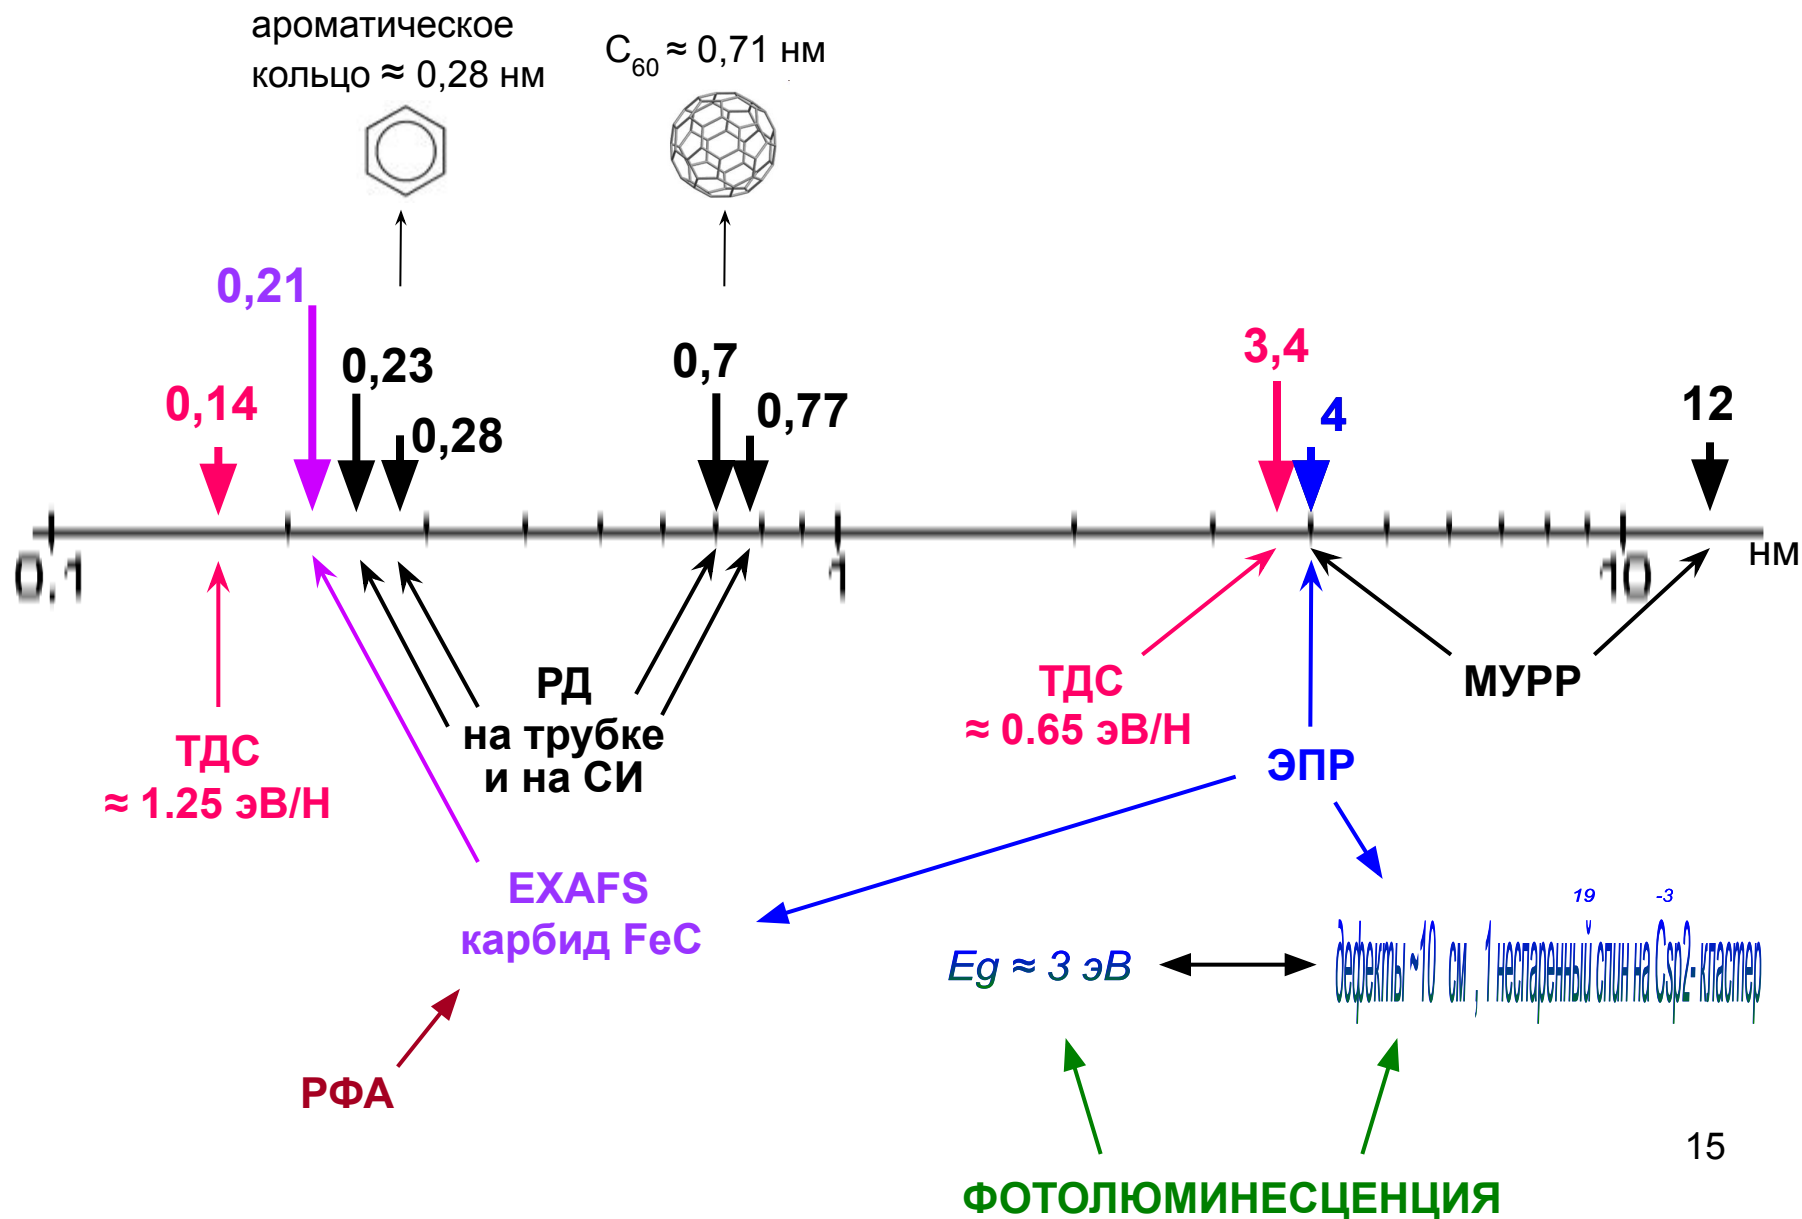 ароматическое
кольцо ≈ 0,28 нм
C60 ≈ 0,71 нм
0,21
0,23
0,7
3,4
0,14
0,28
0,77
4
12
0.1
1
10
нм
РД
на трубке
и на СИ
ТДС
≈ 0.65 эВ/Н
МУРР
ТДС
≈ 1.25 эВ/Н
ЭПР
EXAFS
карбид FeC
Eg ≈ 3 эВ
19 -3
дефекты ~10 см , 1 неспаренный спин на Csp2- кластер
РФА
15
ФОТОЛЮМИНЕСЦЕНЦИЯ